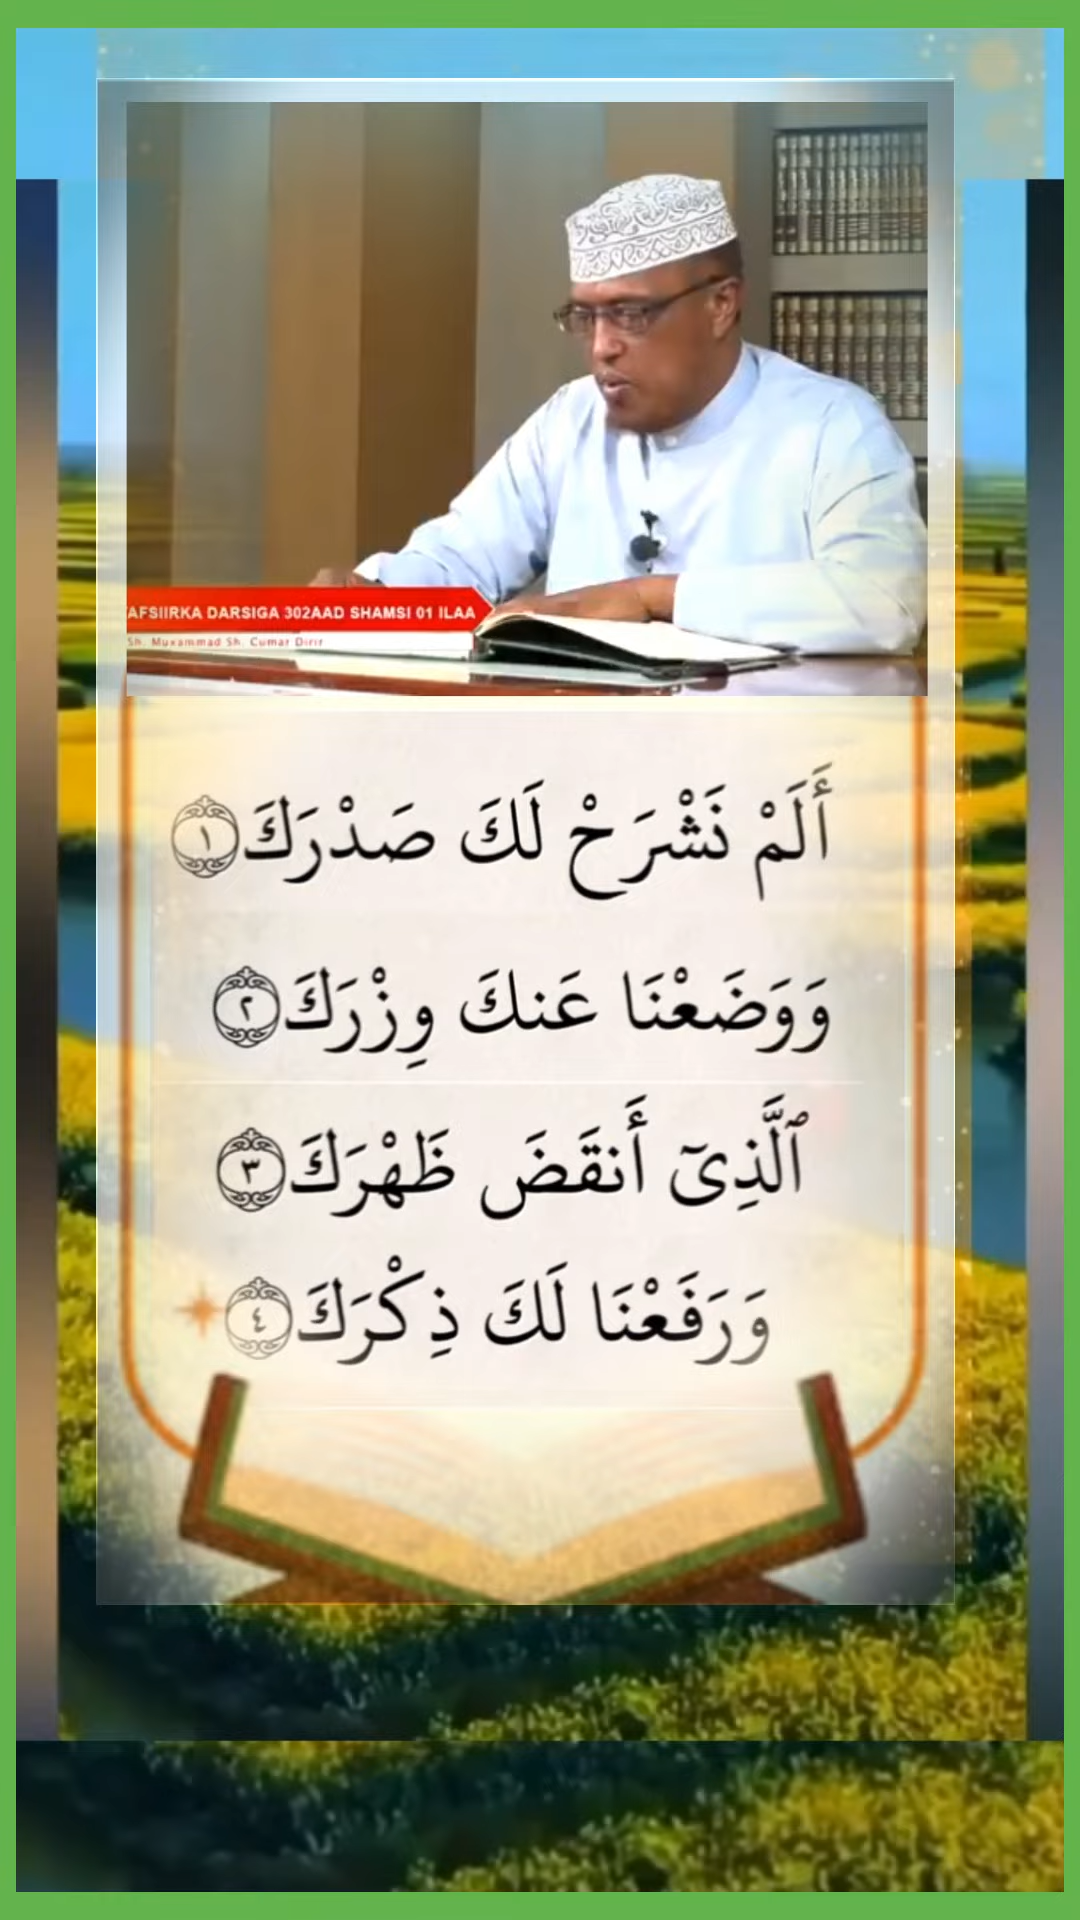 AFSIIRKA DARSIGA 302AAD SHAMSI 01 ILAA
Sh. Muxammad Sh. Cumar Dirir
أَلَمْ نَشْرَحْ لَكَ صَدْرَكَ ١
وَوَضَعْنَا عَنكَ وِزْرَكَ ٢
ٱلَّذِىٓ أَنقَضَ ظَهْرَكَ ٣
وَرَفَعْنَا لَكَ ذِكْرَكَ ٤